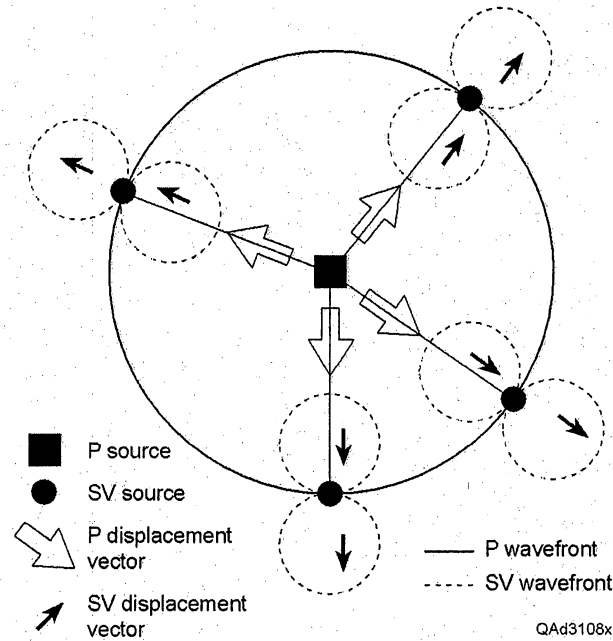 P source
SV source
P displacement
vector
SV displacement
vector
P wavefront
SV wavefront
QAd3108x